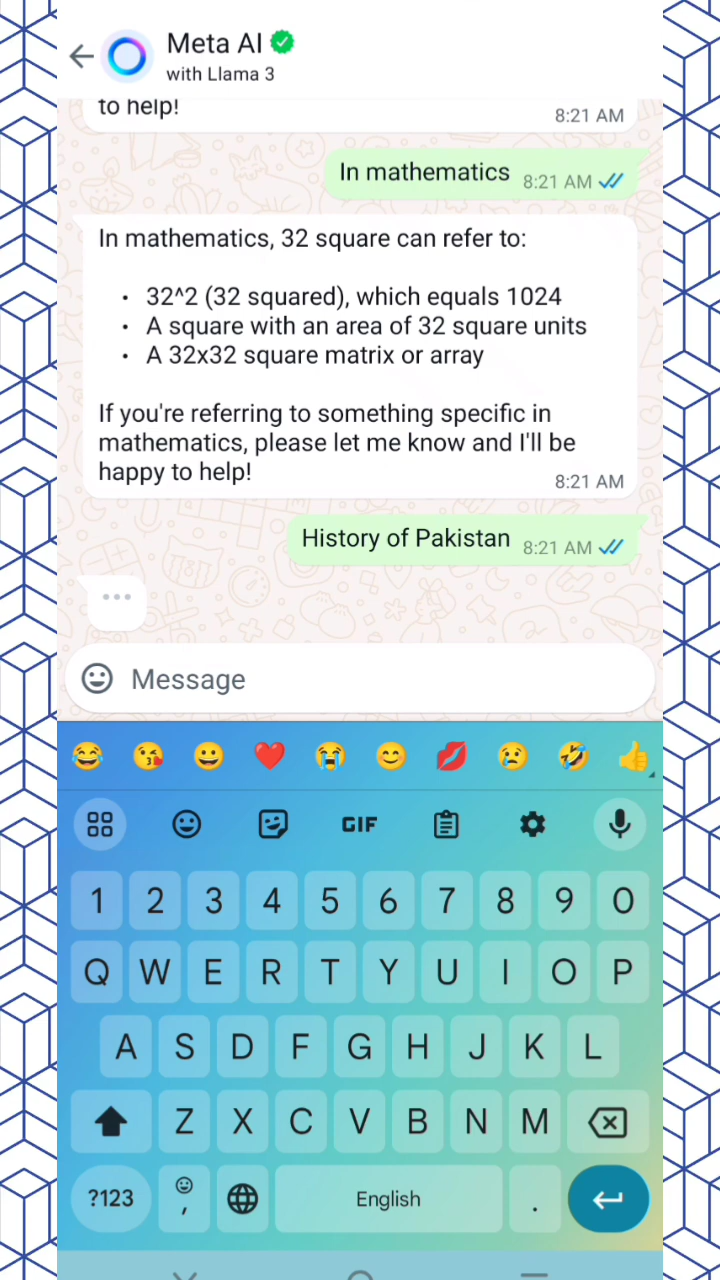 Meta AI
with Llama 3
to help!
8:21 AM
In mathematics 8:21 AM
In mathematics, 32 square can refer to:
• 32^2 (32 squared), which equals 1024
• A square with an area of 32 square units
• A 32x32 square matrix or array
If you're referring to something specific in
mathematics, please let me know and I'll be
happy to help!
8:21 AM
History of Pakistan 8:21 AM
Message
GIF
1 2 3 4 5 6 7 8 9 0
Q W E R T Y U I O P
A S D F G H J K L
Z X C V B N M
?123 , English .